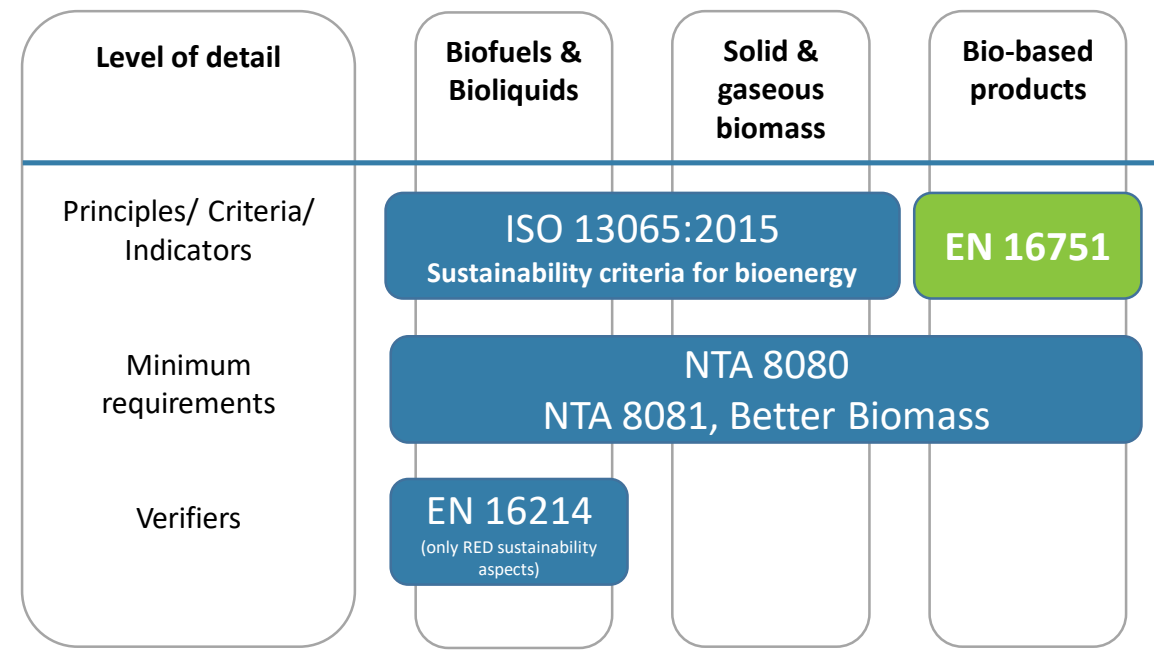 Level of detail
Biofuels &
Bioliquids
Solid &
gaseous
biomass
Bio-based
products
Principles/ Criteria/
Indicators
ISO 13065:2015
Sustainability criteria for bioenergy
EN 16751
Minimum
requirements
NTA 8080
NTA 8081, Better Biomass
Verifiers
EN 16214
(only RED sustainability
aspects)